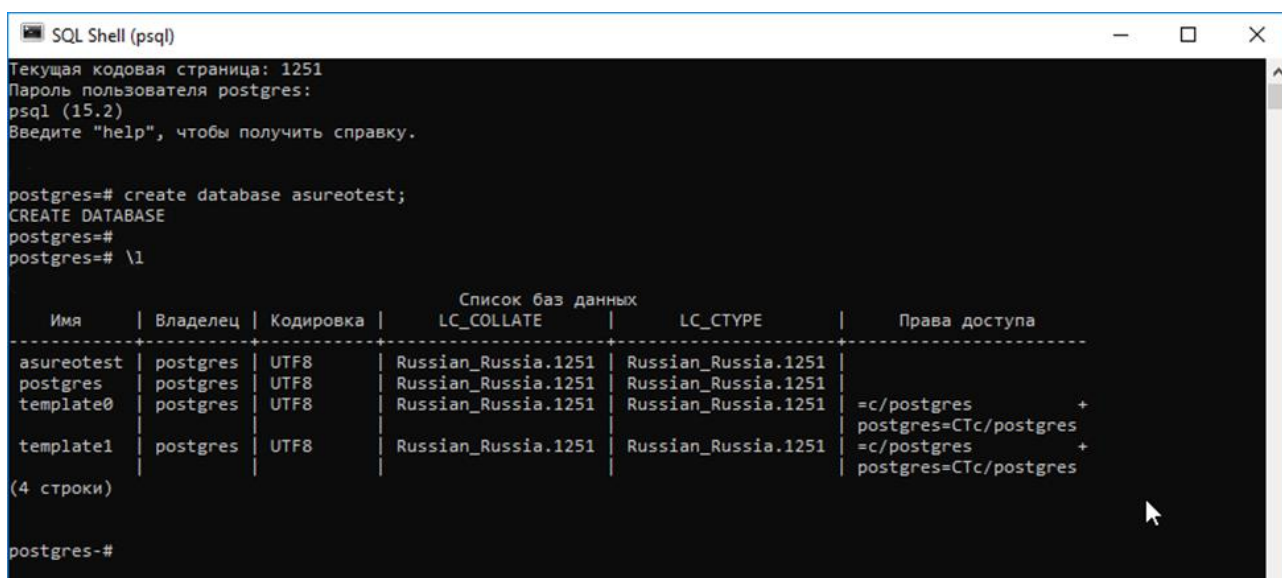 SQL Shell (psql)
Текущая кодовая страница: 1251
Пароль пользователя postgres:
psql (15.2)
Введите "help", чтобы получить справку.
postgres=# create database asureotest;
CREATE DATABASE
postgres=#
postgres=# \l
Список баз данных
Имя | Владелец | Кодировка | LC_COLLATE | LC_CTYPE | Права доступа
------------+----------+-----------+---------------------+---------------------+-----------------------
asureotest | postgres | UTF8 | Russian_Russia.1251 | Russian_Russia.1251 |
postgres | postgres | UTF8 | Russian_Russia.1251 | Russian_Russia.1251 |
template0 | postgres | UTF8 | Russian_Russia.1251 | Russian_Russia.1251 | =c/postgres +
| | | | | postgres=CTc/postgres
template1 | postgres | UTF8 | Russian_Russia.1251 | Russian_Russia.1251 | =c/postgres +
| | | | | postgres=CTc/postgres
(4 строки)
postgres-#